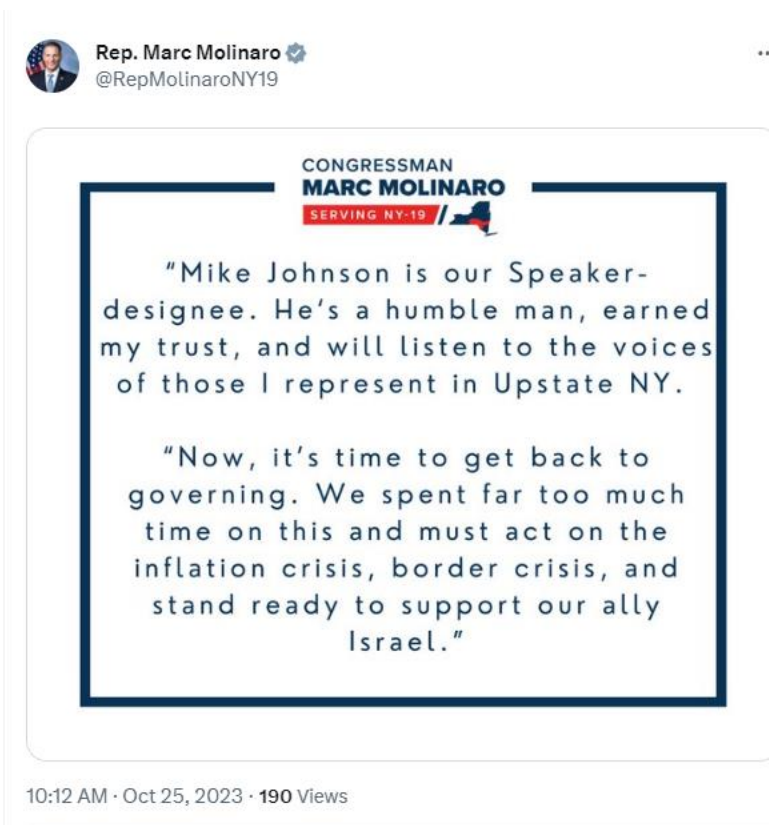 Rep. Marc Molinaro
@RepMolinaroNY19
CONGRESSMAN
MARC MOLINARO
SERVING NY-19
"Mike Johnson is our Speaker-
designee. He's a humble man, earned
my trust, and will listen to the voices
of those I represent in Upstate NY.
"Now, it's time to get back to
governing. We spent far too much
time on this and must act on the
inflation crisis, border crisis, and
stand ready to support our ally
Israel."
10:12 AM · Oct 25, 2023 · 190 Views